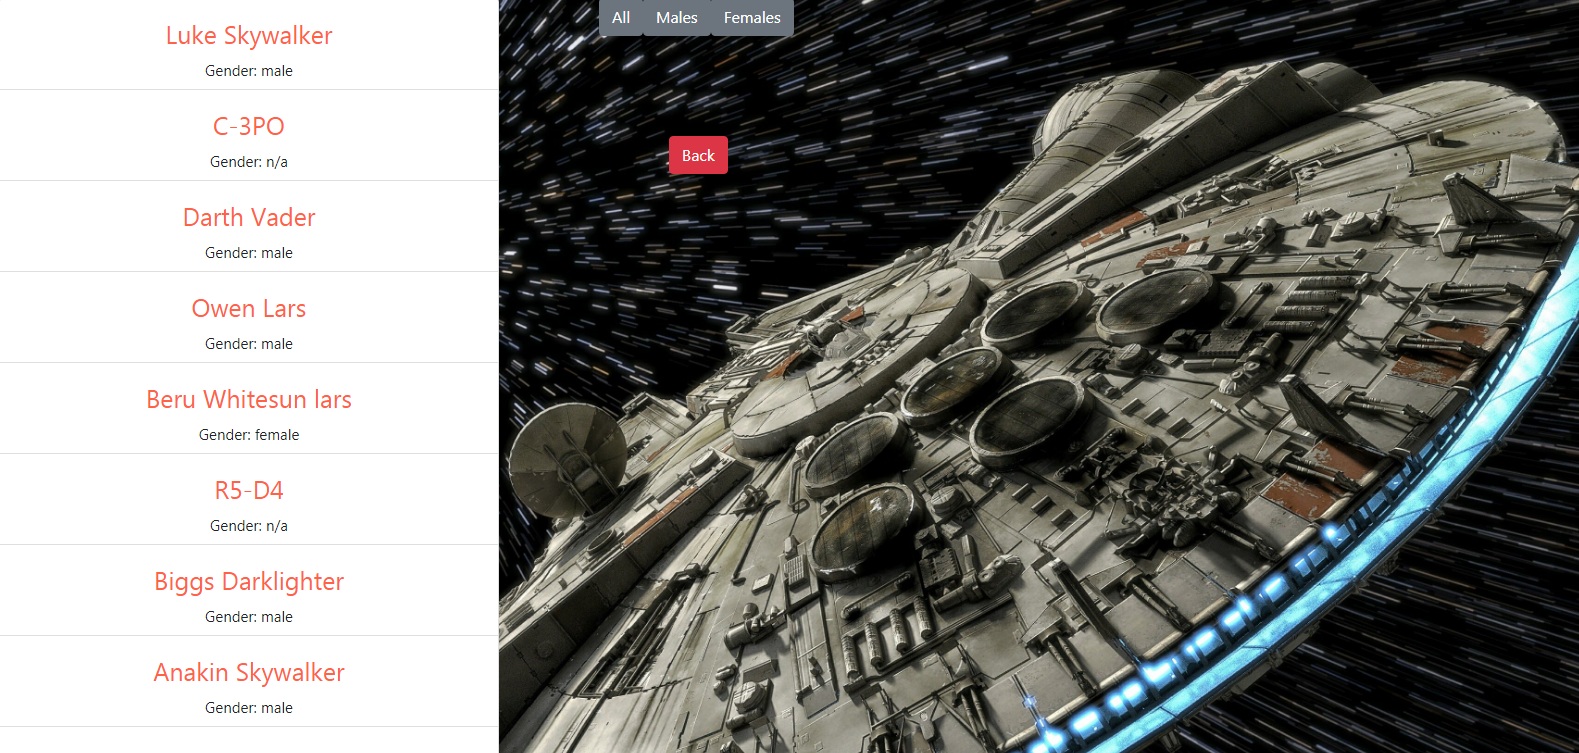 Luke Skywalker
Gender: male
C-3PO
Gender: n/a
Darth Vader
Gender: male
Owen Lars
Gender: male
Beru Whitesun lars
Gender: female
R5-D4
Gender: n/a
Biggs Darklighter
Gender: male
Anakin Skywalker
Gender: male
All Males Females
Back